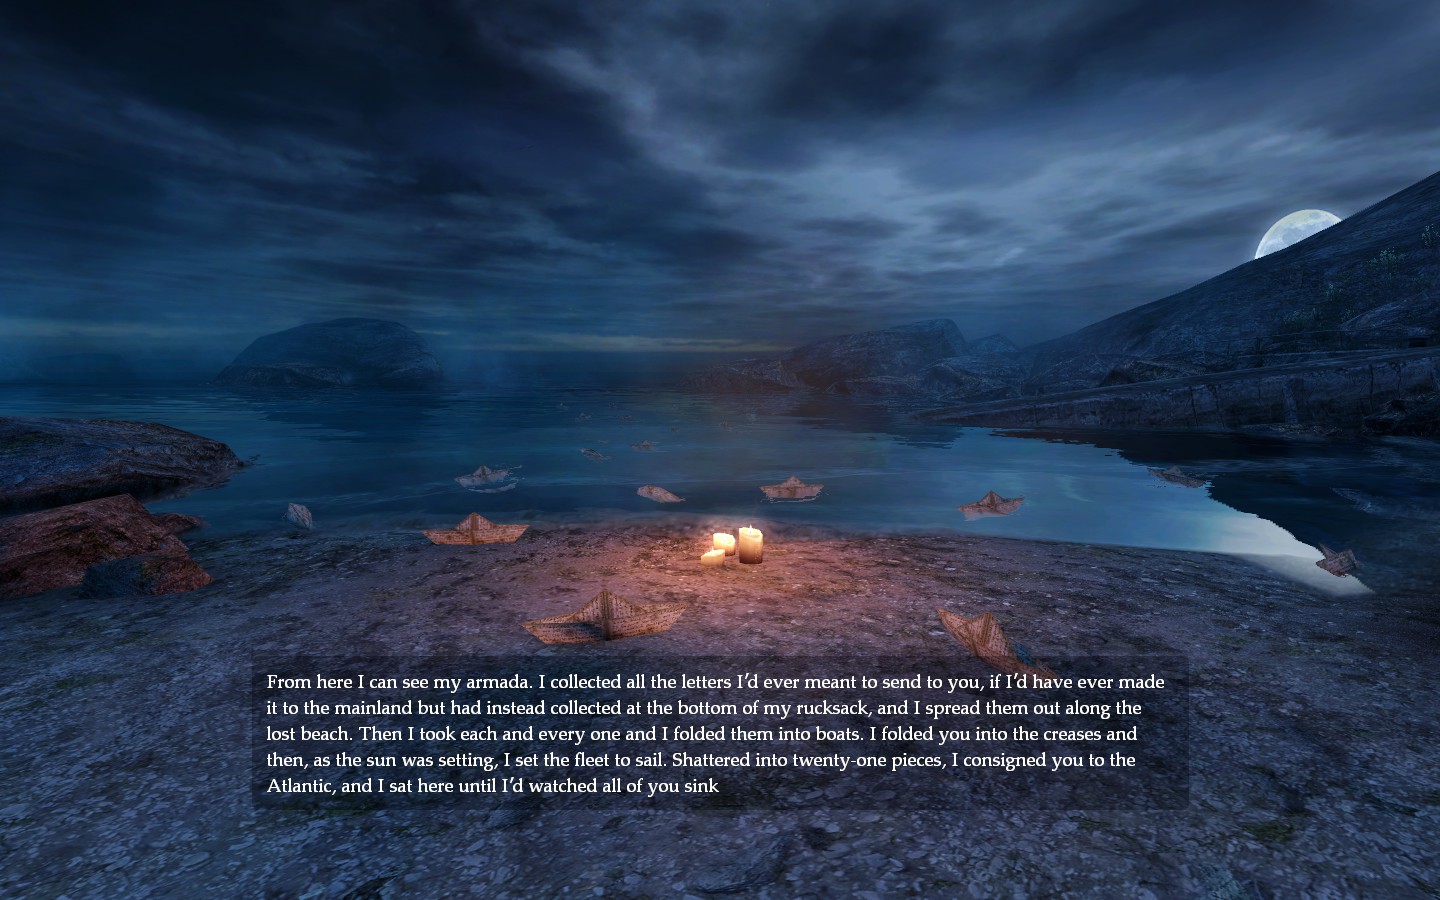 From here I can see my armada. I collected all the letters I'd ever meant to send to you, if I'd have ever made
it to the mainland but had instead collected at the bottom of my rucksack, and I spread them out along the
lost beach. Then I took each and every one and I folded them into boats. I folded you into the creases and
then, as the sun was setting, I set the fleet to sail. Shattered into twenty-one pieces, I consigned you to the
Atlantic, and I sat here until I'd watched all of you sink